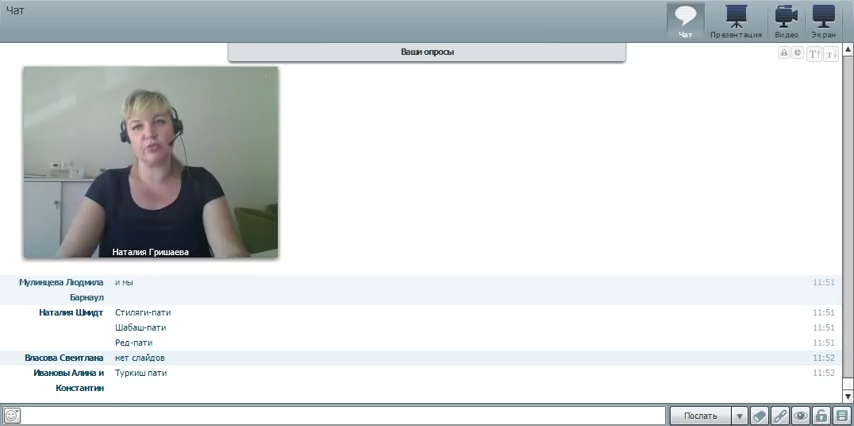 Чат
Чат
Презентация
Видео
Экран
Ваши опросы
Наталия Гришаева
Мулинцева Людмила Барнаул и мы 11:51
Наталия Шмидт Стиляги-пати 11:51
Шабаш-пати 11:51
Ред-пати 11:51
Власова Свеитлана нет слайдов 11:52
Ивановы Алина и Константин Туркиш пати 11:52
Послать